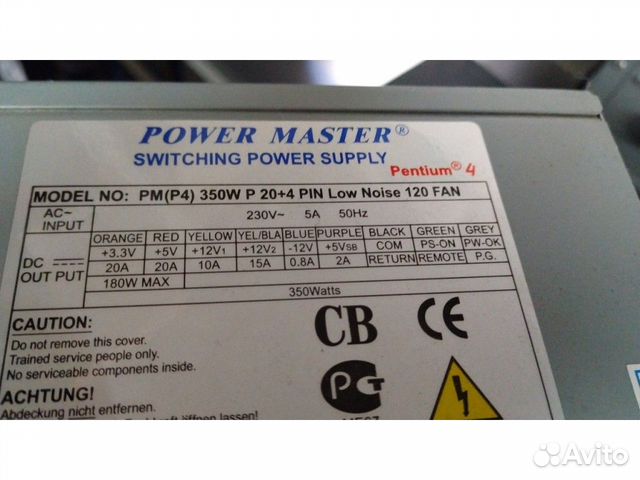 POWER MASTER®
SWITCHING POWER SUPPLY
Pentium® 4
MODEL NO: PM(P4) 350W P 20+4 PIN Low Noise 120 FAN
AC~ INPUT 230V~ 5A 50Hz
ORANGE RED YELLOW YEL/BLA BLUE PURPLE BLACK GREEN GREY
DC +3.3V +5V +12V1 +12V2 -12V +5VSB COM PS-ON PW-OK
OUT PUT 20A 20A 10A 15A 0.8A 2A RETURN REMOTE P.G.
180W MAX
350Watts
CAUTION:
Do not remove this cover.
Trained service people only.
No serviceable components inside.
CB CE
PCT
ACHTUNG!
Abdeckung nicht entfernen.
öffnen lassen!
Avito